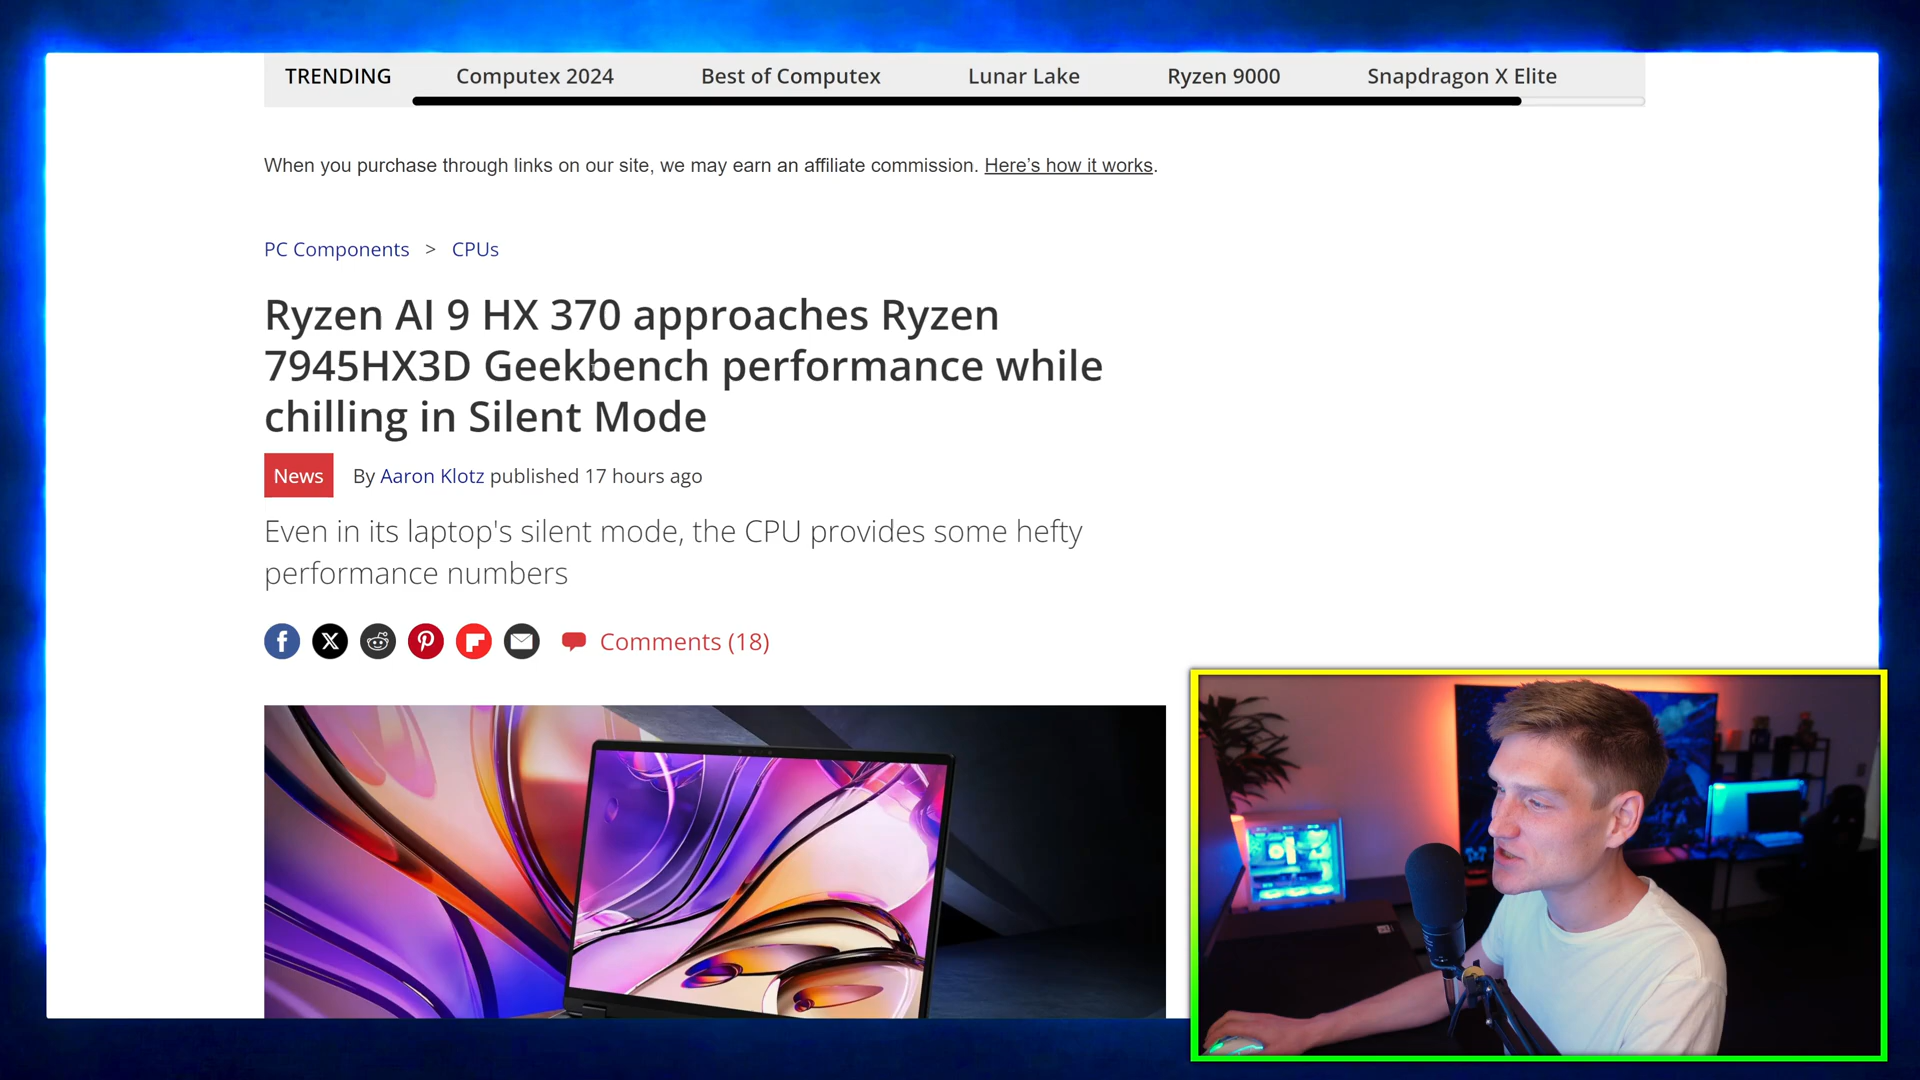 TRENDING Computex 2024 Best of Computex Lunar Lake Ryzen 9000 Snapdragon X Elite
When you purchase through links on our site, we may earn an affiliate commission. Here’s how it works.
PC Components > CPUs
Ryzen AI 9 HX 370 approaches Ryzen
7945HX3D Geekbench performance while
chilling in Silent Mode
News By Aaron Klotz published 17 hours ago
Even in its laptop's silent mode, the CPU provides some hefty
performance numbers
Comments (18)